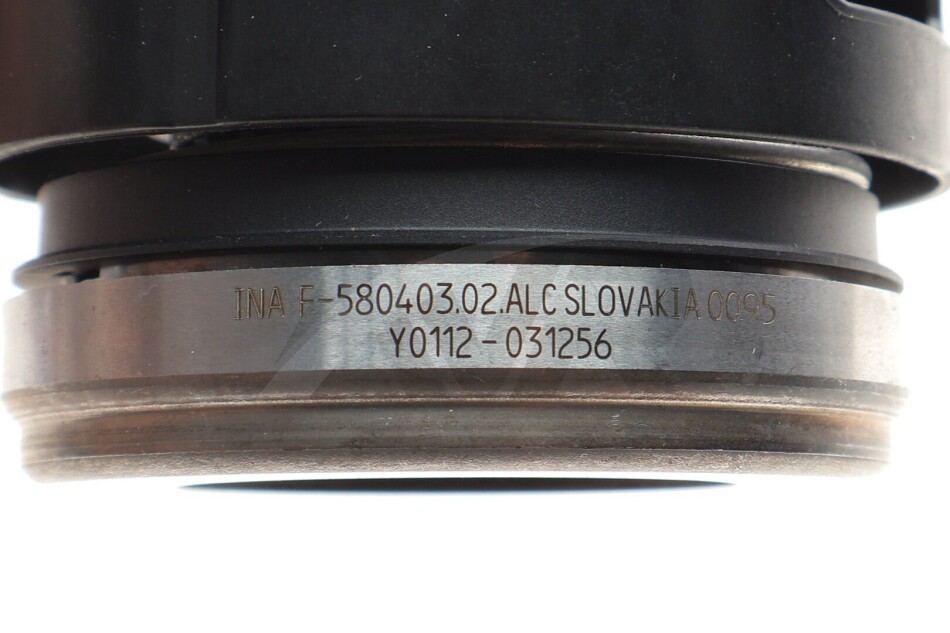 INA F-580403.02.ALC SLOVAKIA 0095
Y0112-031256